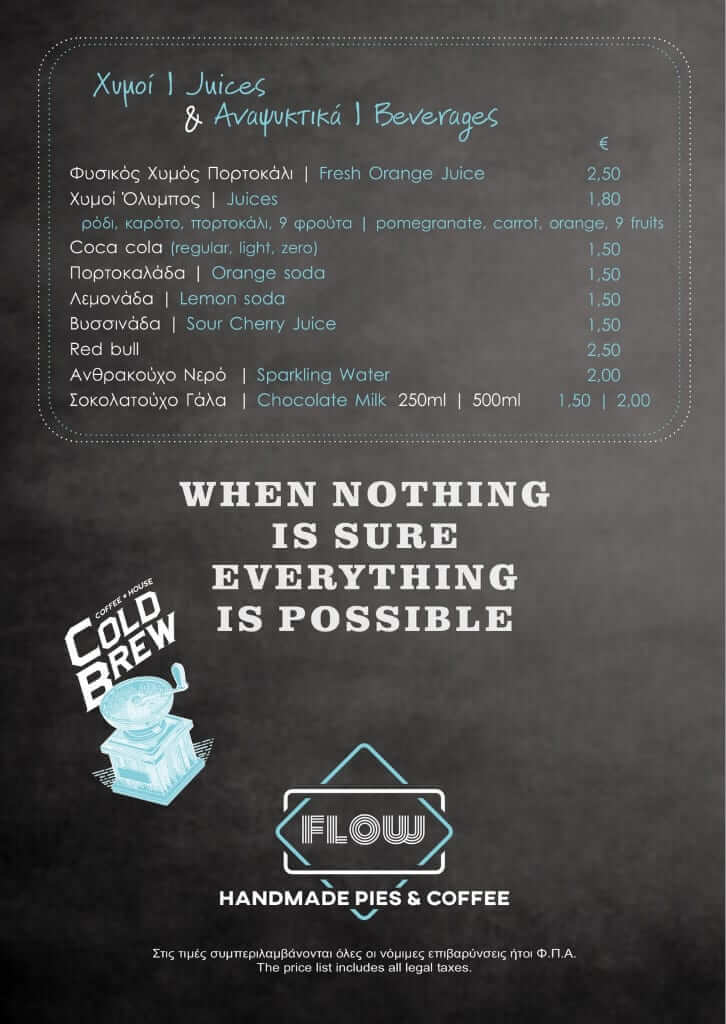 Χυμοί | Juices
& Αναψυκτικά | Beverages
€
Φυσικός Χυμός Πορτοκάλι | Fresh Orange Juice 2,50
Χυμοί Όλυμπος | Juices 1,80
ρόδι, καρότο, πορτοκάλι, 9 φρούτα | pomegranate, carrot, orange, 9 fruits
Coca cola (regular, light, zero) 1,50
Πορτοκαλάδα | Orange soda 1,50
Λεμονάδα | Lemon soda 1,50
Βυσσινάδα | Sour Cherry Juice 1,50
Red bull 2,50
Ανθρακούχο Νερό | Sparkling Water 2,00
Σοκολατούχο Γάλα | Chocolate Milk 250ml | 500ml 1,50 | 2,00
WHEN NOTHING
IS SURE
EVERYTHING
IS POSSIBLE
COFFEE * HOUSE
COLD
BREW
FLOW
HANDMADE PIES & COFFEE
Στις τιμές συμπεριλαμβάνονται όλες οι νόμιμες επιβαρύνσεις ήτοι Φ.Π.Α.
The price list includes all legal taxes.